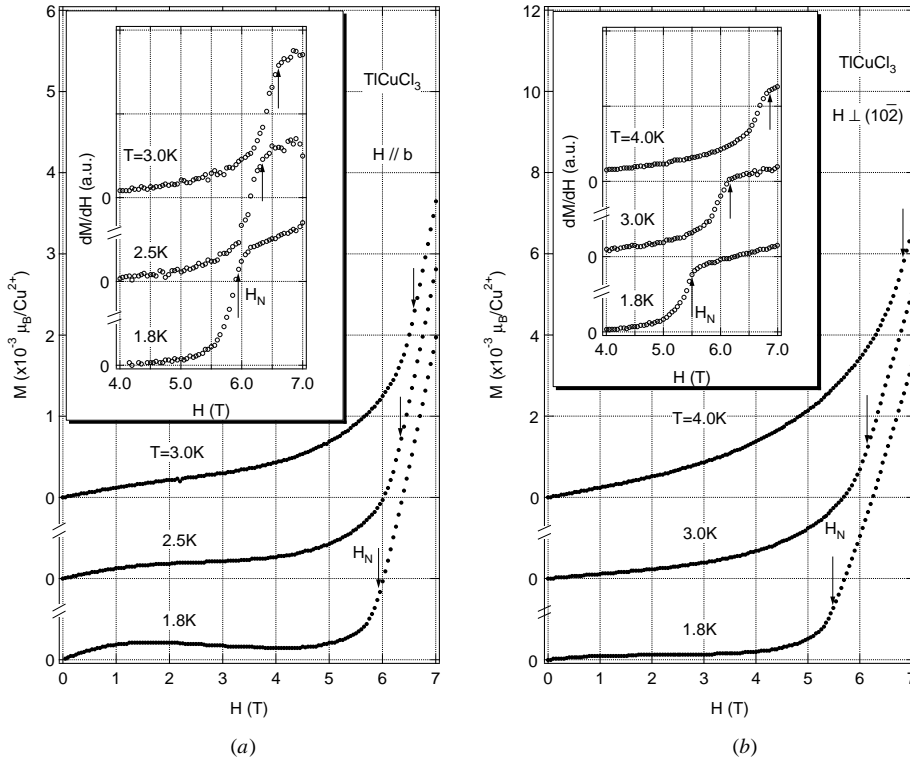 6
5
4
3
2
1
0
0
0
M (x10⁻³ μB/Cu²⁺)
0 1 2 3 4 5 6 7
H (T)
TlCuCl₃
H // b
T=3.0K
2.5K
1.8K
H_N
dM/dH (a.u.)
0
0
0
T=3.0K
2.5K
1.8K
H_N
4.0 5.0 6.0 7.0
H (T)
(a)
12
10
8
6
4
2
0
0
0
M (x10⁻³ μB/Cu²⁺)
0 1 2 3 4 5 6 7
H (T)
TlCuCl₃
H ⊥ (102̅)
T=4.0K
3.0K
1.8K
H_N
dM/dH (a.u.)
0
0
0
T=4.0K
3.0K
1.8K
H_N
4.0 5.0 6.0 7.0
H (T)
(b)